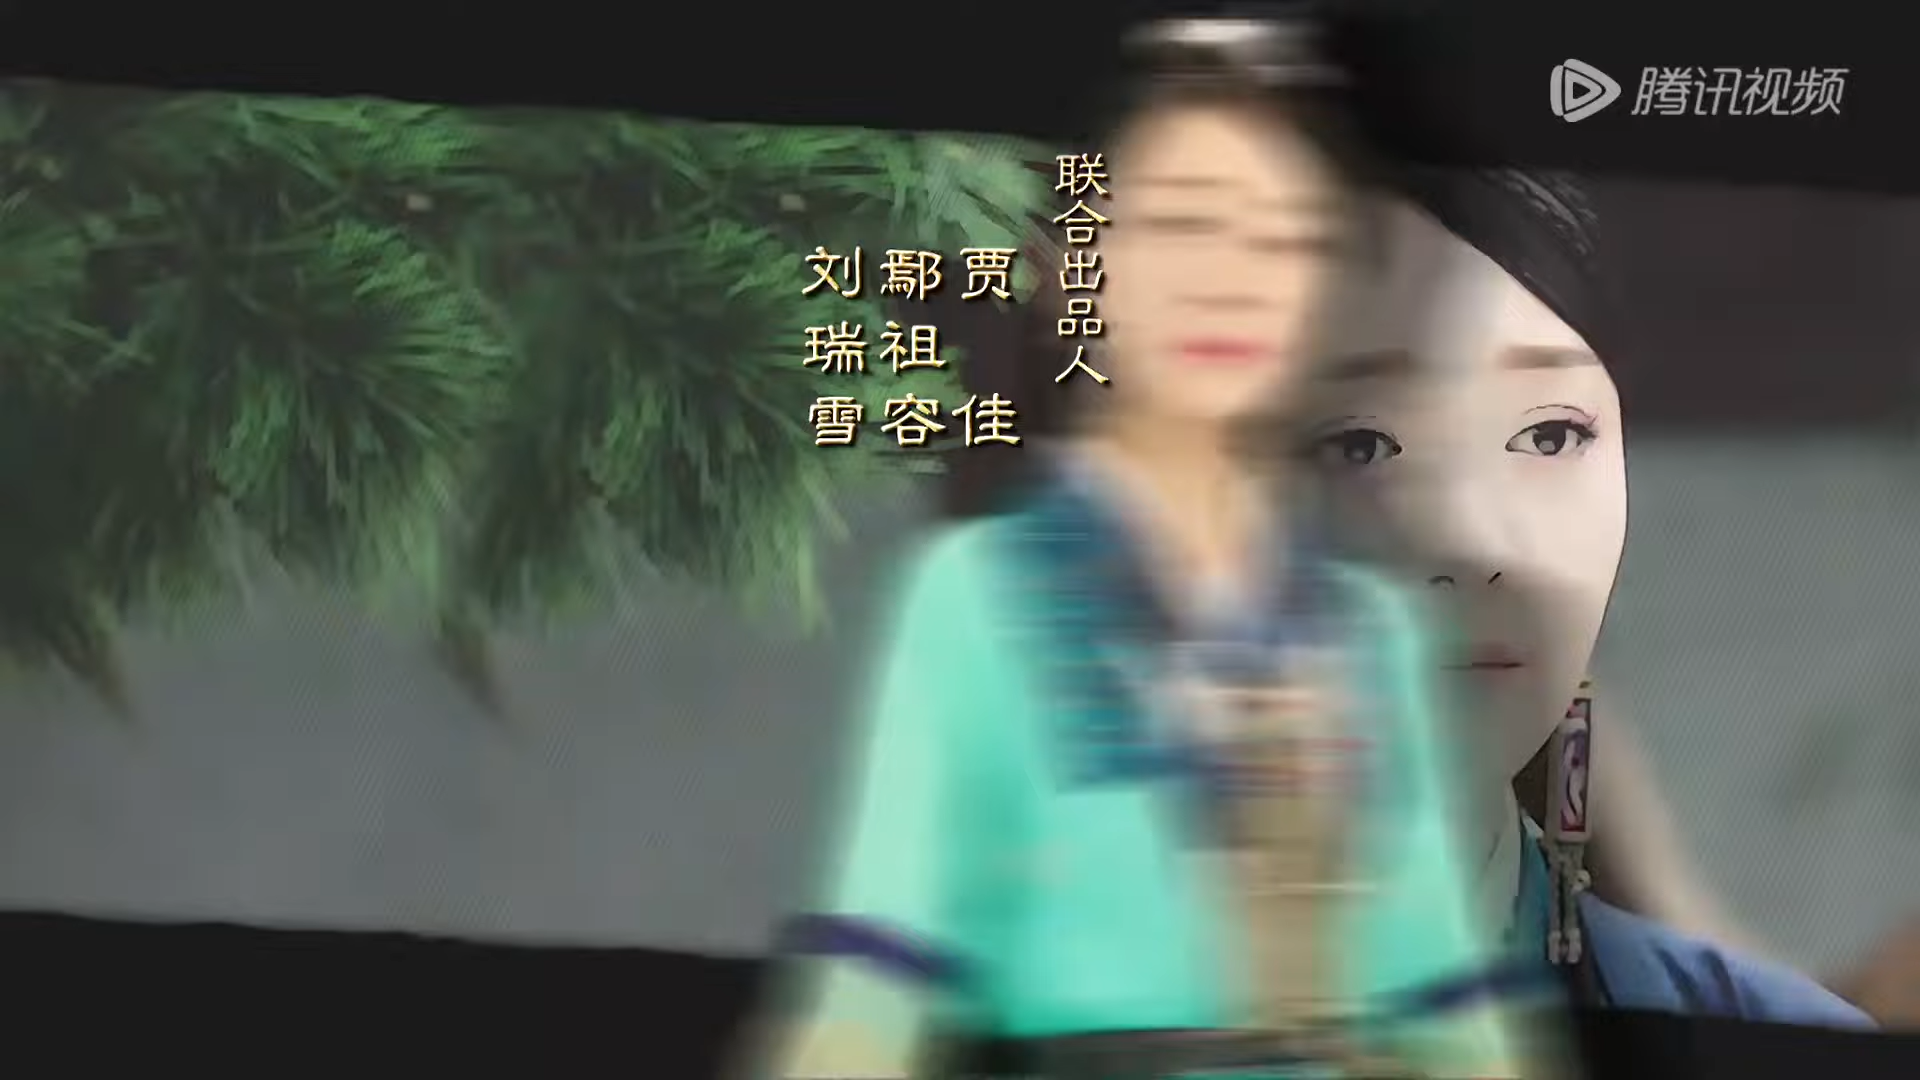 腾讯视频
联合出品人
贾佳
鄢祖容
刘瑞雪